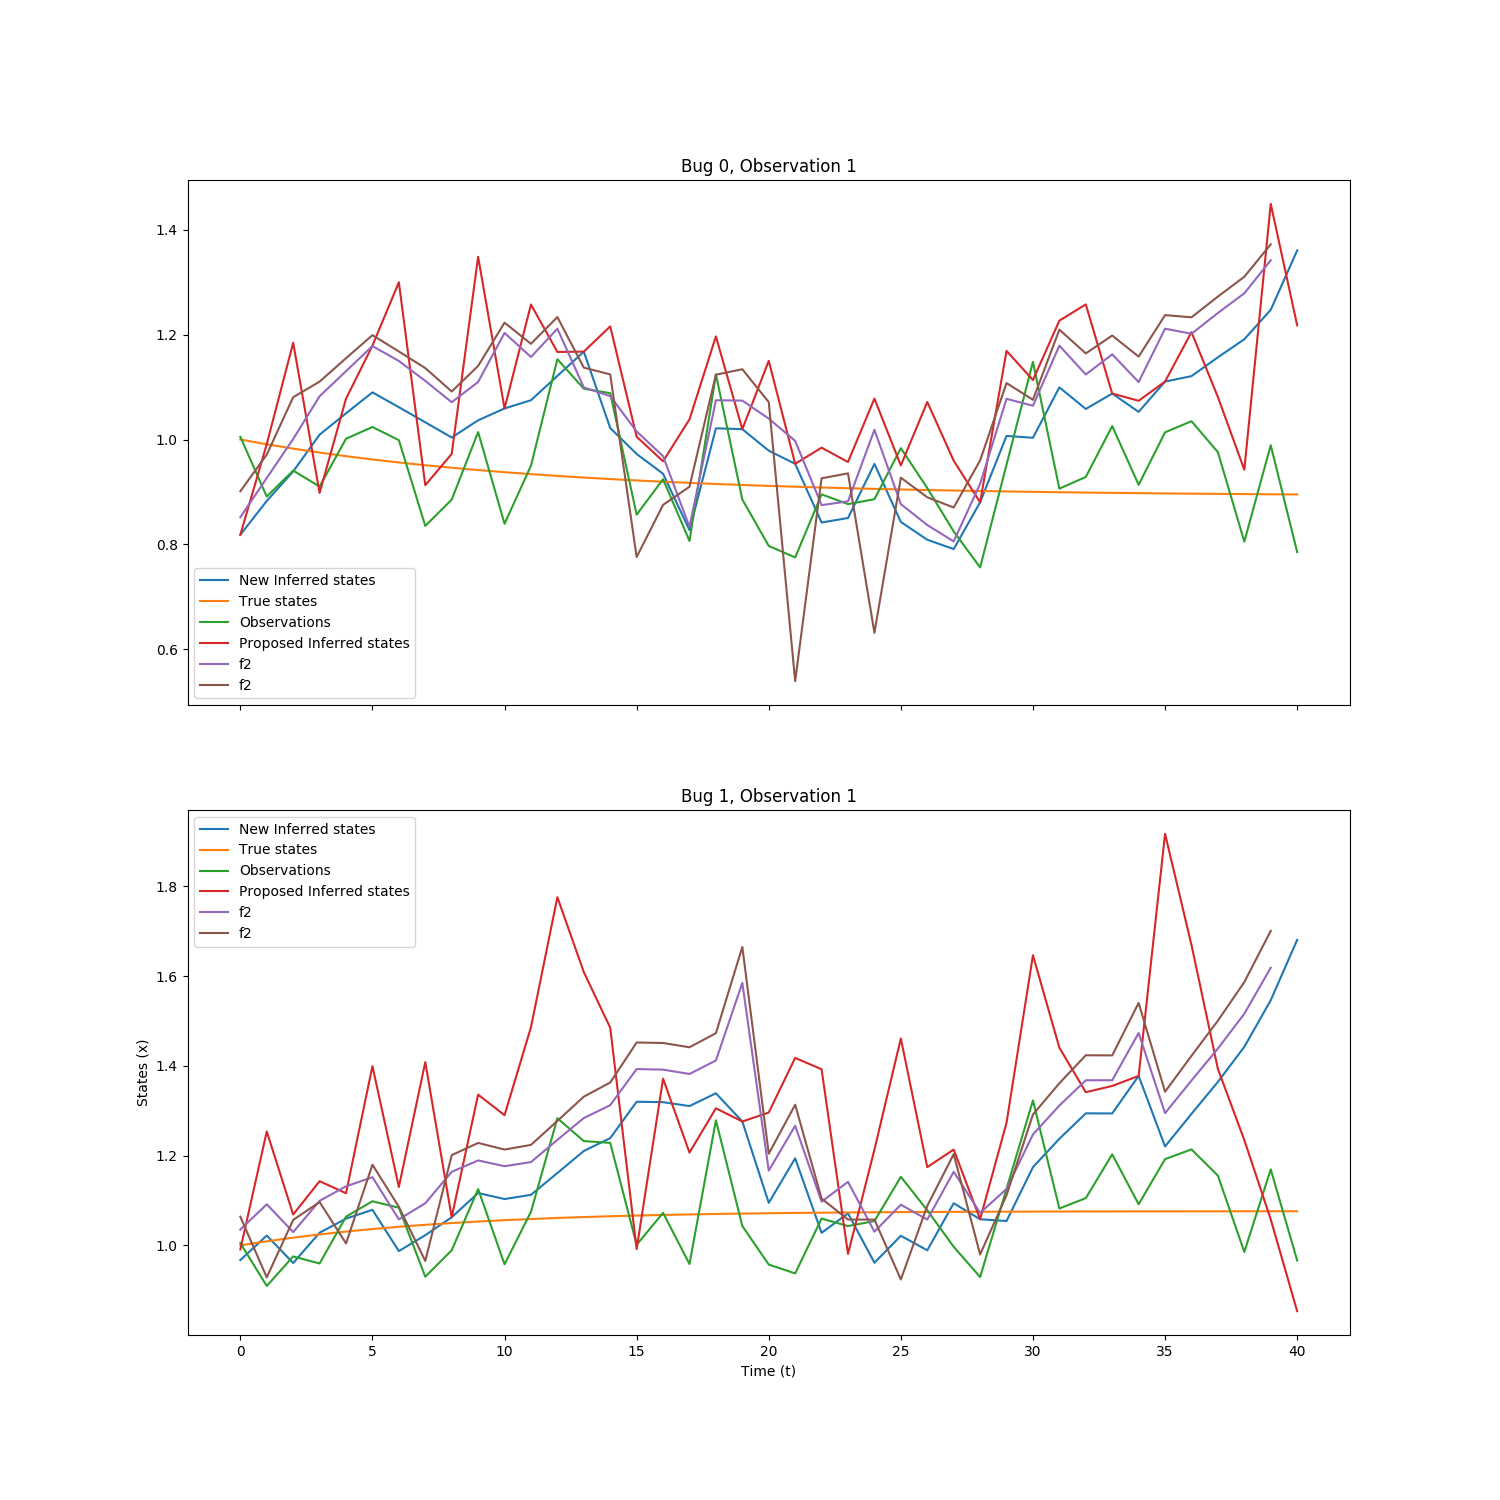 Bug 0, Observation 1
1.4
1.2
1.0
0.8
0.6
New Inferred states
True states
Observations
Proposed Inferred states
f2
f2
Bug 1, Observation 1
States (x)
1.8
1.6
1.4
1.2
1.0
New Inferred states
True states
Observations
Proposed Inferred states
f2
f2
0 5 10 15 20 25 30 35 40
Time (t)